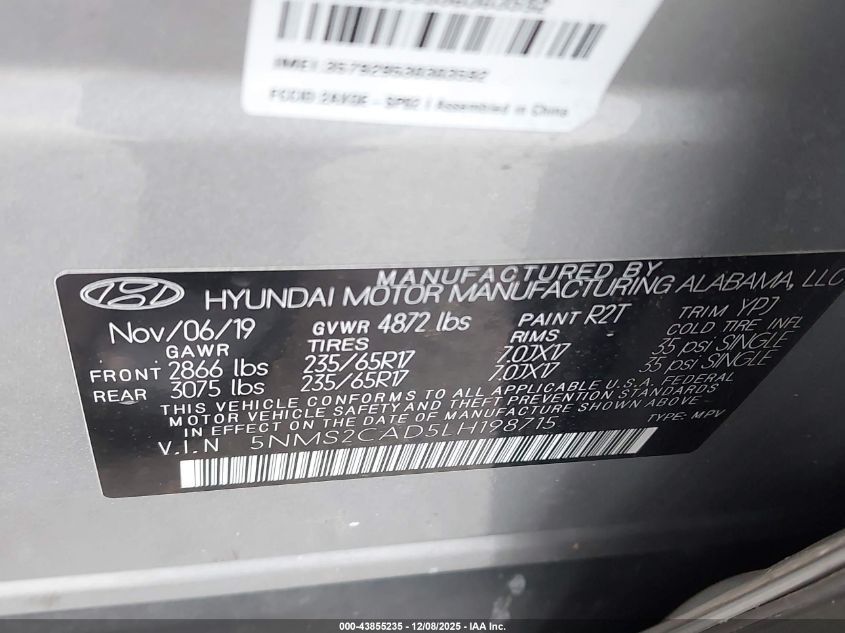 IMEI 357929530303592
FCCID 2AXGE - SP62 | Assembled in China
MANUFACTURED BY
HYUNDAI MOTOR MANUFACTURING ALABAMA, LLC
Nov/06/19 GVWR 4872 lbs PAINT R2T TRIM YPJ
GAWR TIRES RIMS COLD TIRE INFL
FRONT 2866 lbs 235/65R17 7.0JX17 35 psi SINGLE
REAR 3075 lbs 235/65R17 7.0JX17 35 psi SINGLE
THIS VEHICLE CONFORMS TO ALL APPLICABLE U.S.A. FEDERAL
MOTOR VEHICLE SAFETY AND THEFT PREVENTION STANDARDS
IN EFFECT ON THE DATE OF MANUFACTURE SHOWN ABOVE.
V.I.N 5NMS2CAD5LH198715 TYPE: MPV
000-43855235 - 12/08/2025 - IAA Inc.